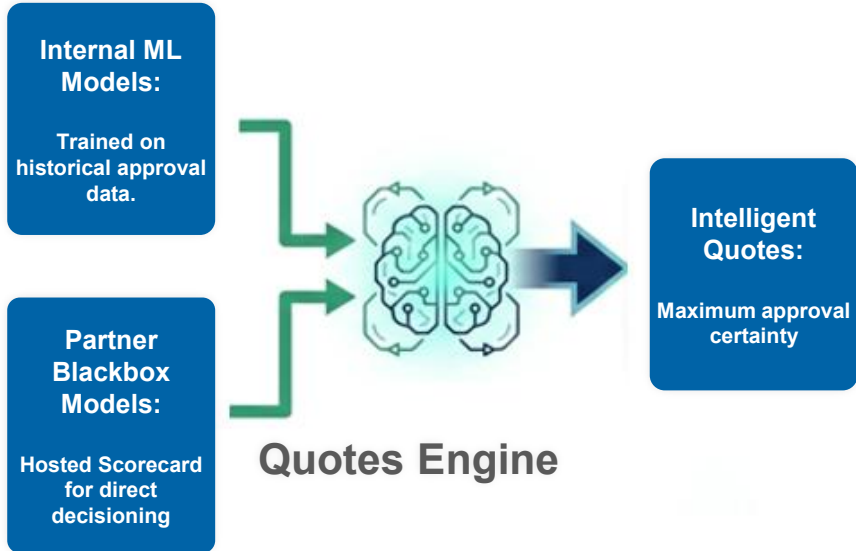 Internal ML
Models:
Trained on
historical approval
data.
Partner
Blackbox
Models:
Hosted Scorecard
for direct
decisioning
Quotes Engine
Intelligent
Quotes:
Maximum approval
certainty